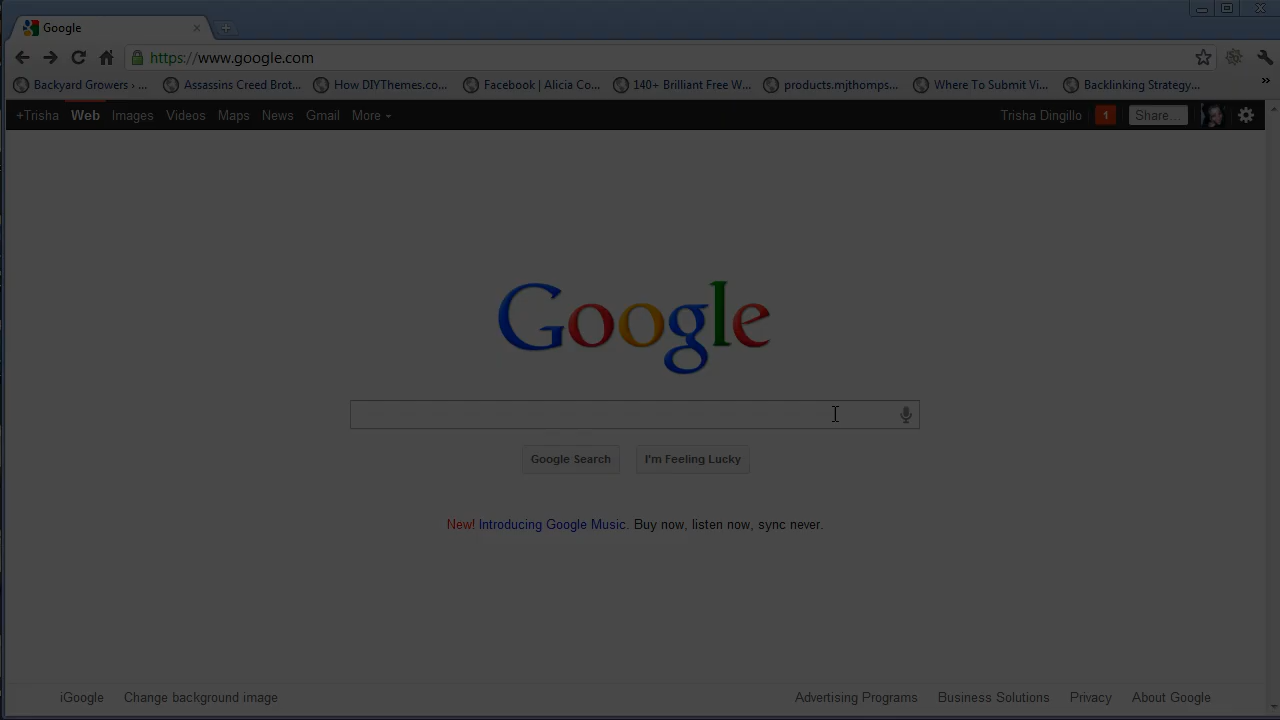 Google
https://www.google.com
Backyard Growers › ...
Assassins Creed Brot...
How DIYThemes.co...
Facebook | Alicia Co...
140+ Brilliant Free W...
products.mjthomps...
Where To Submit Vi...
Backlinking Strategy...
»
+Trisha Web Images Videos Maps News Gmail More
Trisha Dingillo 1 Share...
Google
Google Search I'm Feeling Lucky
New! Introducing Google Music. Buy now, listen now, sync never.
iGoogle Change background image
Advertising Programs Business Solutions Privacy About Google